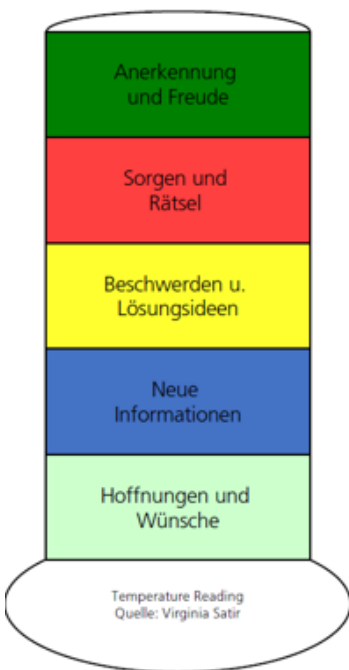 Anerkennung
und Freude
Sorgen und
Rätsel
Beschwerden u.
Lösungsideen
Neue
Informationen
Hoffnungen und
Wünsche
Temperature Reading
Quelle: Virginia Satir